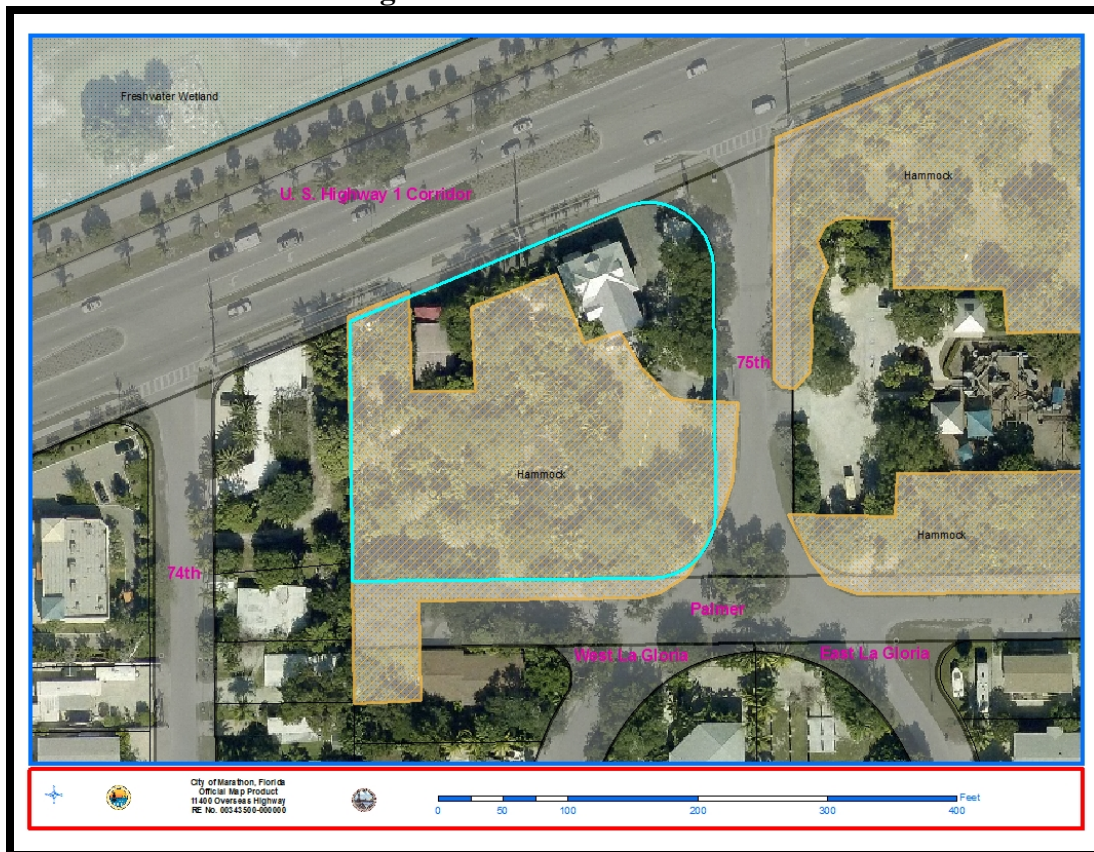 Freshwater Wetland
U. S. Highway 1 Corridor
Hammock
75th
Hammock
Hammock
74th
Palmer
West La Gloria
East La Gloria
City of Marathon, Florida
Official Map Product
11400 Overseas Highway
RE No. 00343500-000000
Feet
0 50 100 200 300 400